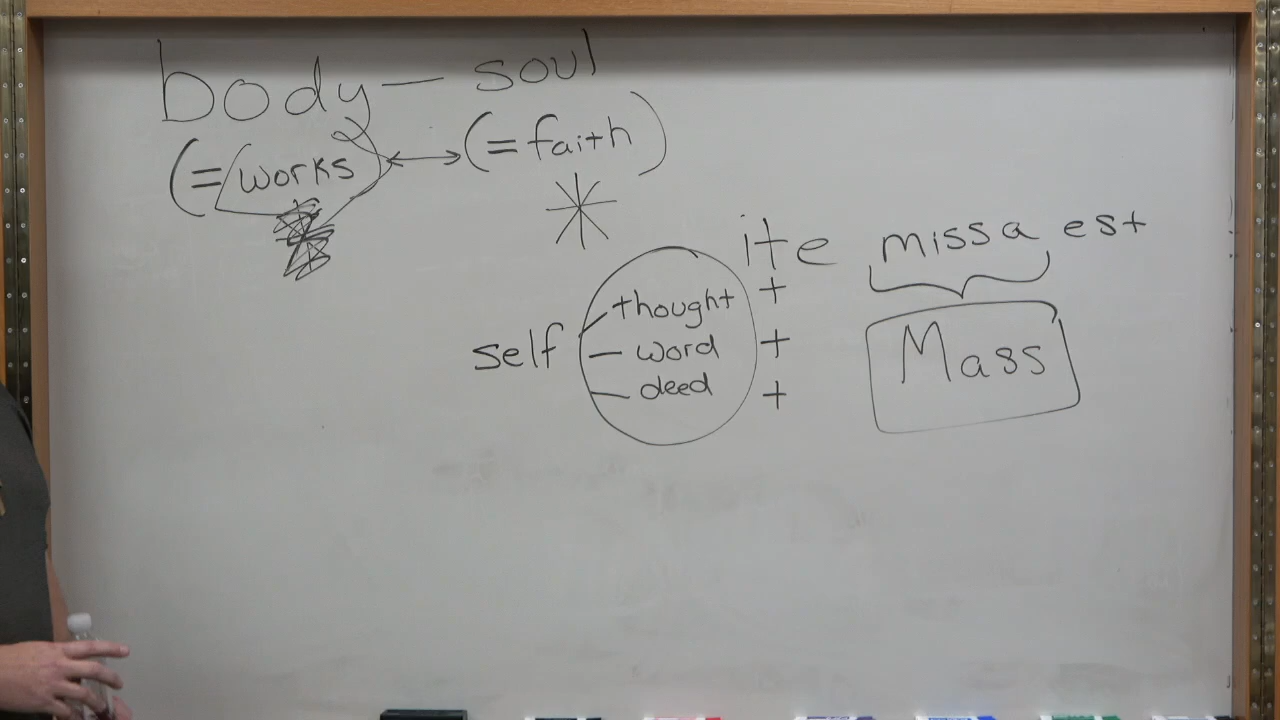 body — soul
(= works) ↔ (= faith)
ite missa est
self
thought +
word +
deed +
Mass